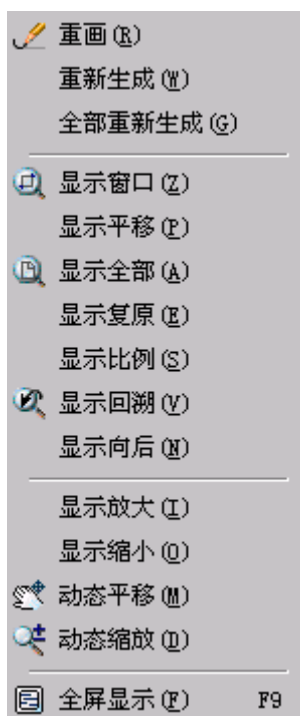 重画(R)
重新生成(W)
全部重新生成(G)
显示窗口(Z)
显示平移(P)
显示全部(A)
显示复原(E)
显示比例(S)
显示回溯(V)
显示向后(N)
显示放大(I)
显示缩小(O)
动态平移(M)
动态缩放(D)
全屏显示(F) F9